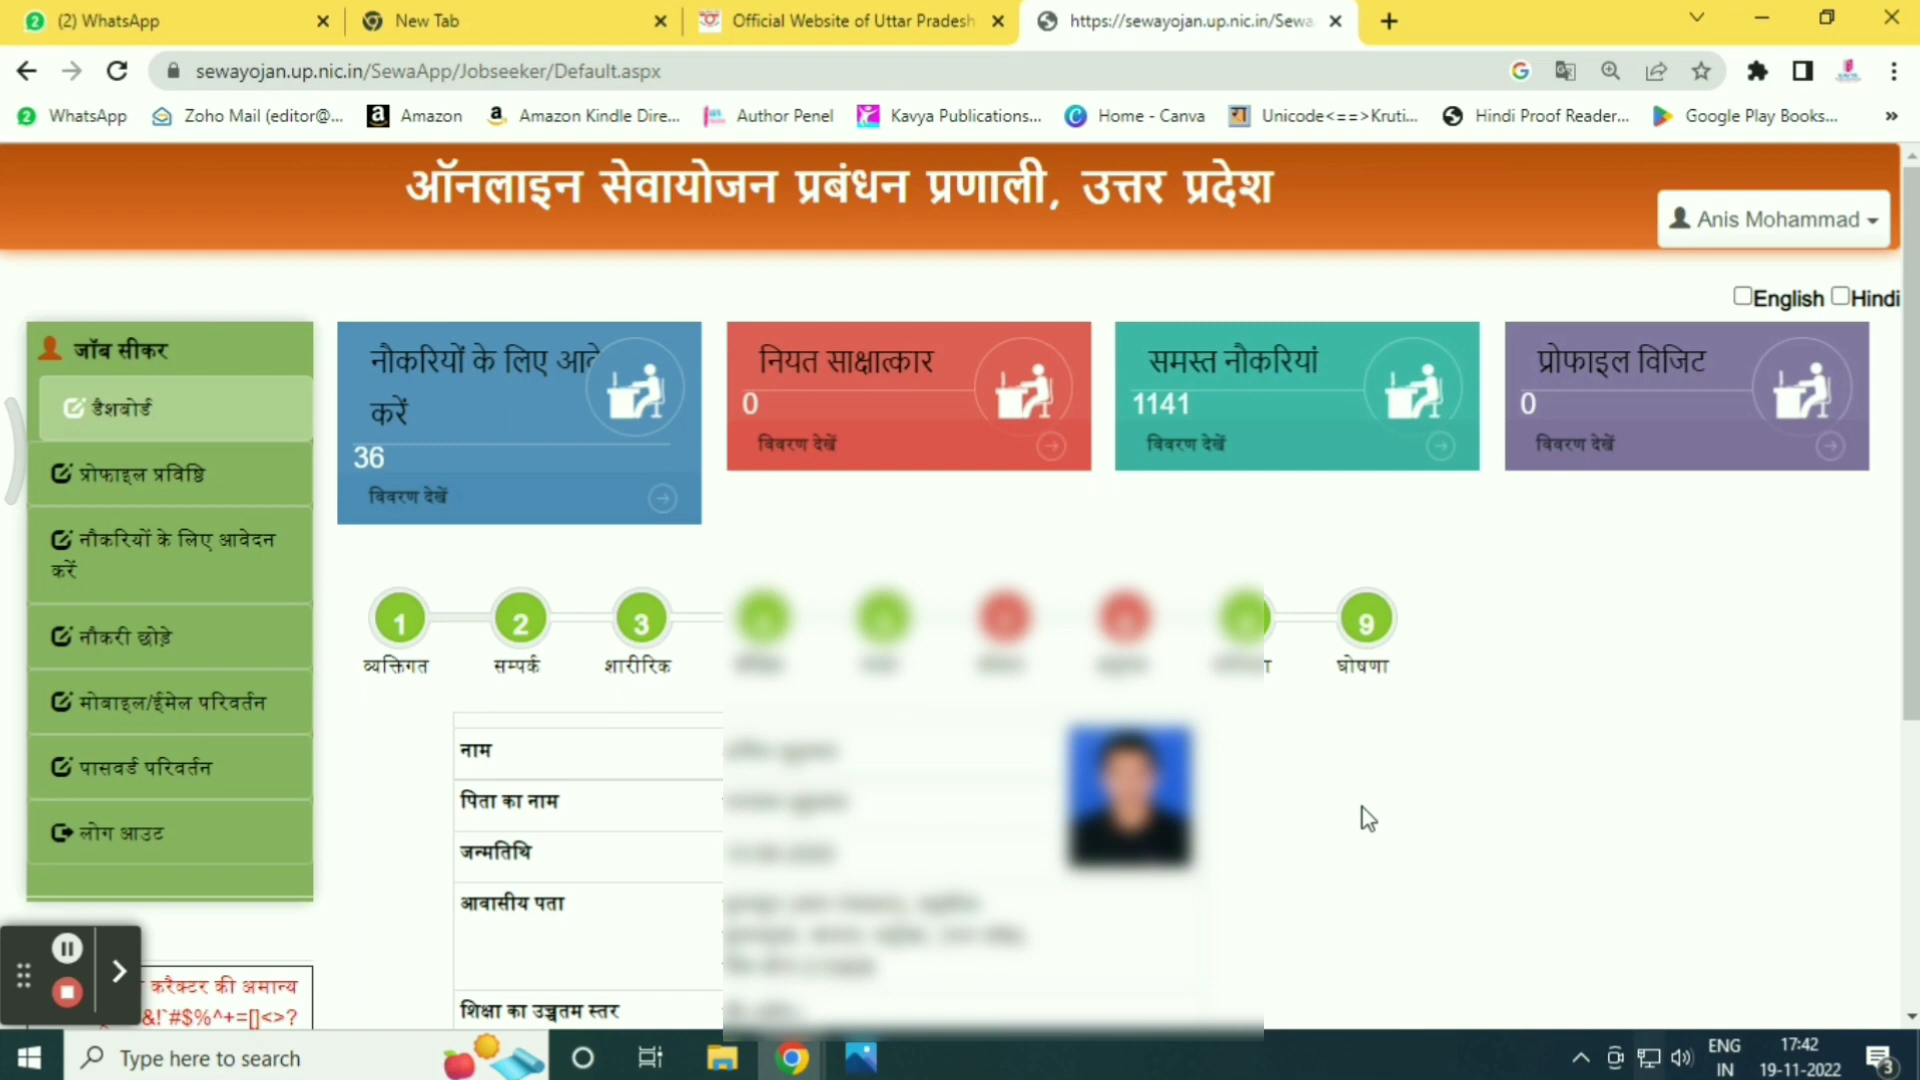 (2) WhatsApp
New Tab
Official Website of Uttar Pradesh
https://sewayojan.up.nic.in/Sewa
sewayojan.up.nic.in/SewaApp/Jobseeker/Default.aspx
WhatsApp
Zoho Mail (editor@...
Amazon
Amazon Kindle Dire...
Author Penel
Kavya Publications...
Home - Canva
Unicode<==>Kruti...
Hindi Proof Reader...
Google Play Books...
ऑनलाइन सेवायोजन प्रबंधन प्रणाली, उत्तर प्रदेश
Anis Mohammad
English Hindi
जॉब सीकर
डैशबोर्ड
प्रोफाइल प्रविष्ठि
नौकरियों के लिए आवेदन
करें
नौकरी छोड़े
मोबाइल/ईमेल परिवर्तन
पासवर्ड परिवर्तन
लोग आउट
नौकरियों के लिए आवे
करें
36
विवरण देखें
नियत साक्षात्कार
0
विवरण देखें
समस्त नौकरियां
1141
विवरण देखें
प्रोफाइल विजिट
0
विवरण देखें
1
2
3
9
व्यक्तिगत
सम्पर्क
शारीरिक
घोषणा
नाम
पिता का नाम
जन्मतिथि
आवासीय पता
शिक्षा का उच्चतम स्तर
करैक्टर की अमान्य
&!`#$%^+=[]<>?
Type here to search
ENG
IN
17:42
19-11-2022
3